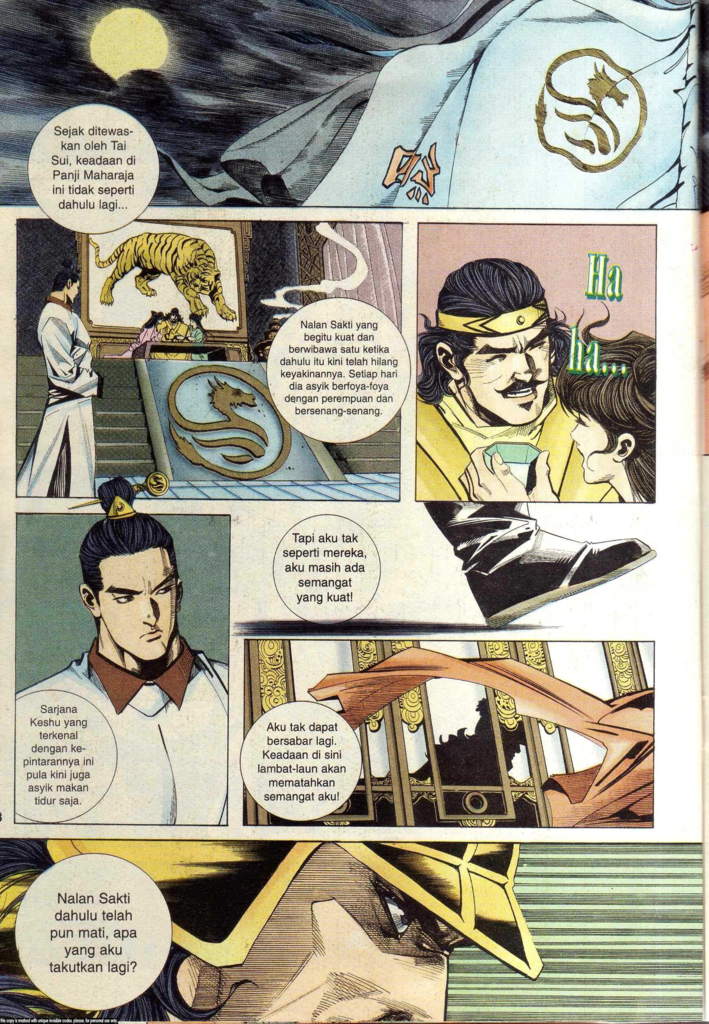 Sejak ditewas-
kan oleh Tai
Sui, keadaan di
Panji Maharaja
ini tidak seperti
dahulu lagi...
Nalan Sakti yang
begitu kuat dan
berwibawa satu ketika
dahulu itu kini telah hilang
keyakinannya. Setiap hari
dia asyik berfoya-foya
dengan perempuan dan
bersenang-senang.
Ha
ha...
Tapi aku tak
seperti mereka,
aku masih ada
semangat
yang kuat!
Sarjana
Keshu yang
terkenal
dengan ke-
pintarannya ini
pula kini juga
asyik makan
tidur saja.
Aku tak dapat
bersabar lagi.
Keadaan di sini
lambat-laun akan
mematahkan
semangat aku!
Nalan Sakti
dahulu telah
pun mati, apa
yang aku
takutkan lagi?